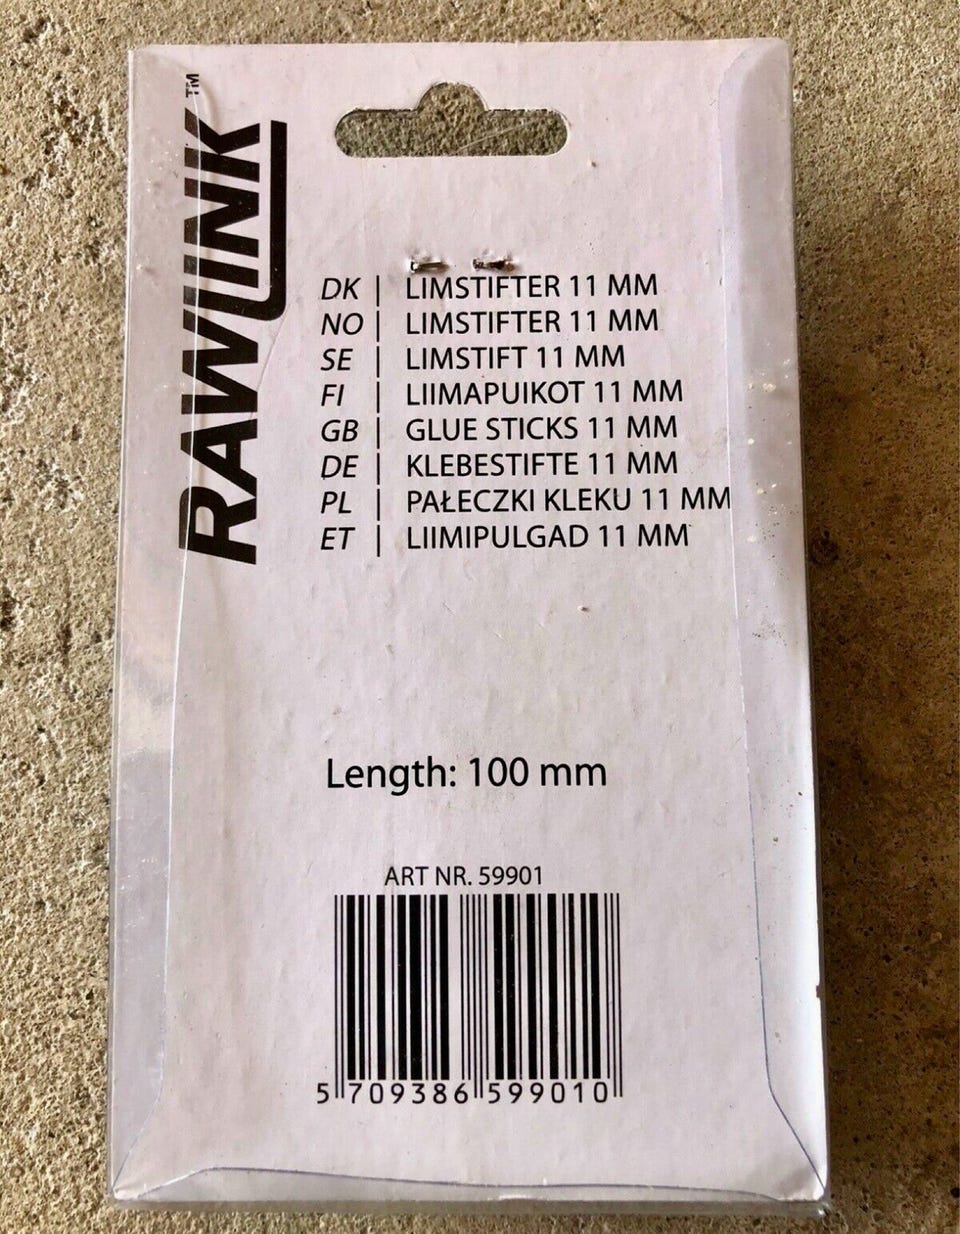 RAWLINK™
DK | LIMSTIFTER 11 MM
NO | LIMSTIFTER 11 MM
SE | LIMSTIFT 11 MM
FI | LIIMAPUIKOT 11 MM
GB | GLUE STICKS 11 MM
DE | KLEBESTIFTE 11 MM
PL | PAŁECZKI KLEKU 11 MM
ET | LIIMIPULGAD 11 MM
Length: 100 mm
ART NR. 59901
5 709386 599010